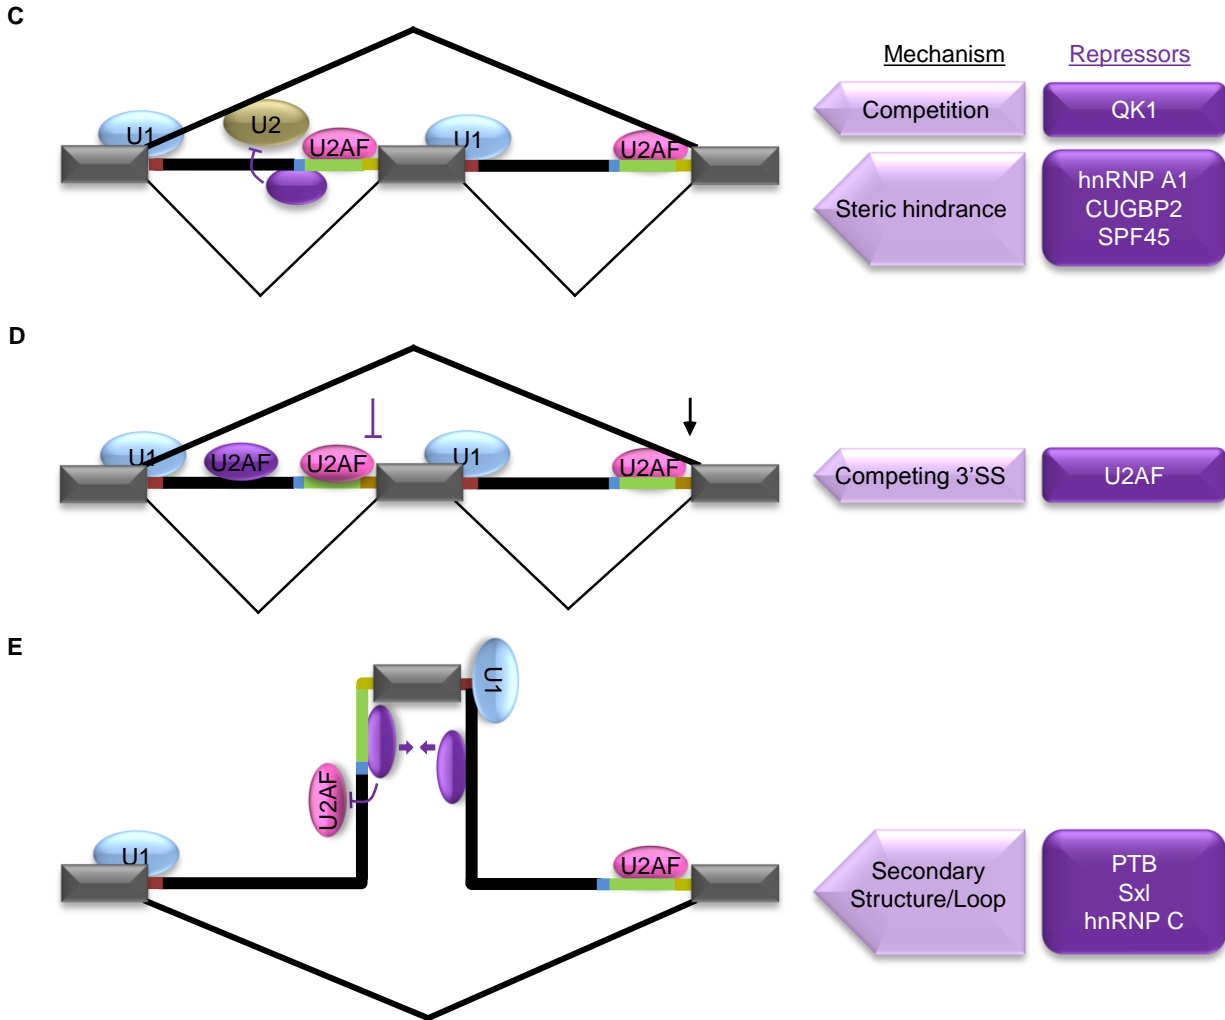 C
Mechanism
Repressors
Competition
QK1
U1
U2
U2AF
U1
U2AF
Steric hindrance
hnRNP A1
CUGBP2
SPF45
D
U1
U2AF
U2AF
U1
U2AF
Competing 3’SS
U2AF
E
U1
U2AF
U1
U2AF
Secondary
Structure/Loop
PTB
Sxl
hnRNP C